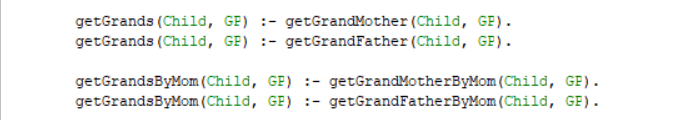 getGrands(Child, GP) :- getGrandMother(Child, GP).
getGrands(Child, GP) :- getGrandFather(Child, GP).
getGrandsByMom(Child, GP) :- getGrandMotherByMom(Child, GP).
getGrandsByMom(Child, GP) :- getGrandFatherByMom(Child, GP).